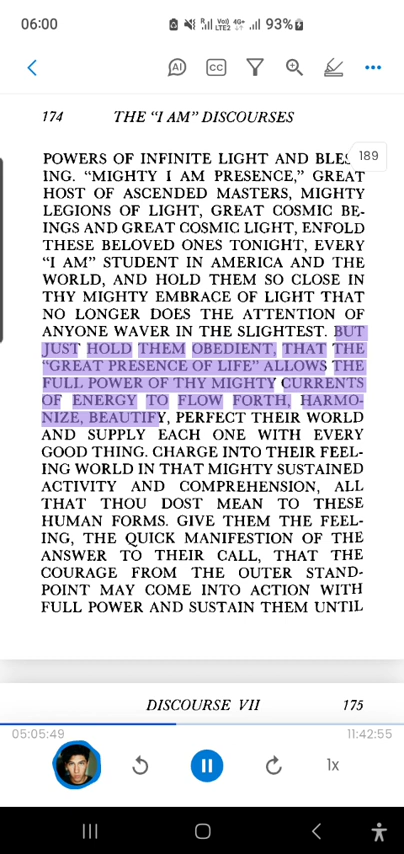 06:00
93%
AI
CC
174 THE “I AM” DISCOURSES
189
POWERS OF INFINITE LIGHT AND BLESS-
ING. “MIGHTY I AM PRESENCE,” GREAT
HOST OF ASCENDED MASTERS, MIGHTY
LEGIONS OF LIGHT, GREAT COSMIC BE-
INGS AND GREAT COSMIC LIGHT, ENFOLD
THESE BELOVED ONES TONIGHT, EVERY
“I AM” STUDENT IN AMERICA AND THE
WORLD, AND HOLD THEM SO CLOSE IN
THY MIGHTY EMBRACE OF LIGHT THAT
NO LONGER DOES THE ATTENTION OF
ANYONE WAVER IN THE SLIGHTEST. BUT
JUST HOLD THEM OBEDIENT, THAT THE
“GREAT PRESENCE OF LIFE” ALLOWS THE
FULL POWER OF THY MIGHTY CURRENTS
OF ENERGY TO FLOW FORTH, HARMO-
NIZE, BEAUTIFY, PERFECT THEIR WORLD
AND SUPPLY EACH ONE WITH EVERY
GOOD THING. CHARGE INTO THEIR FEEL-
ING WORLD IN THAT MIGHTY SUSTAINED
ACTIVITY AND COMPREHENSION, ALL
THAT THOU DOST MEAN TO THESE
HUMAN FORMS. GIVE THEM THE FEEL-
ING, THE QUICK MANIFESTION OF THE
ANSWER TO THEIR CALL, THAT THE
COURAGE FROM THE OUTER STAND-
POINT MAY COME INTO ACTION WITH
FULL POWER AND SUSTAIN THEM UNTIL
DISCOURSE VII 175
05:05:49 11:42:55
1x